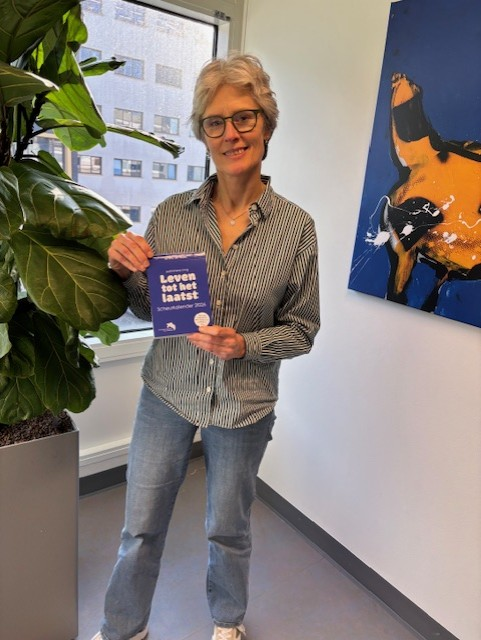 Leven
tot het
laatst
Scheurkalender 2026